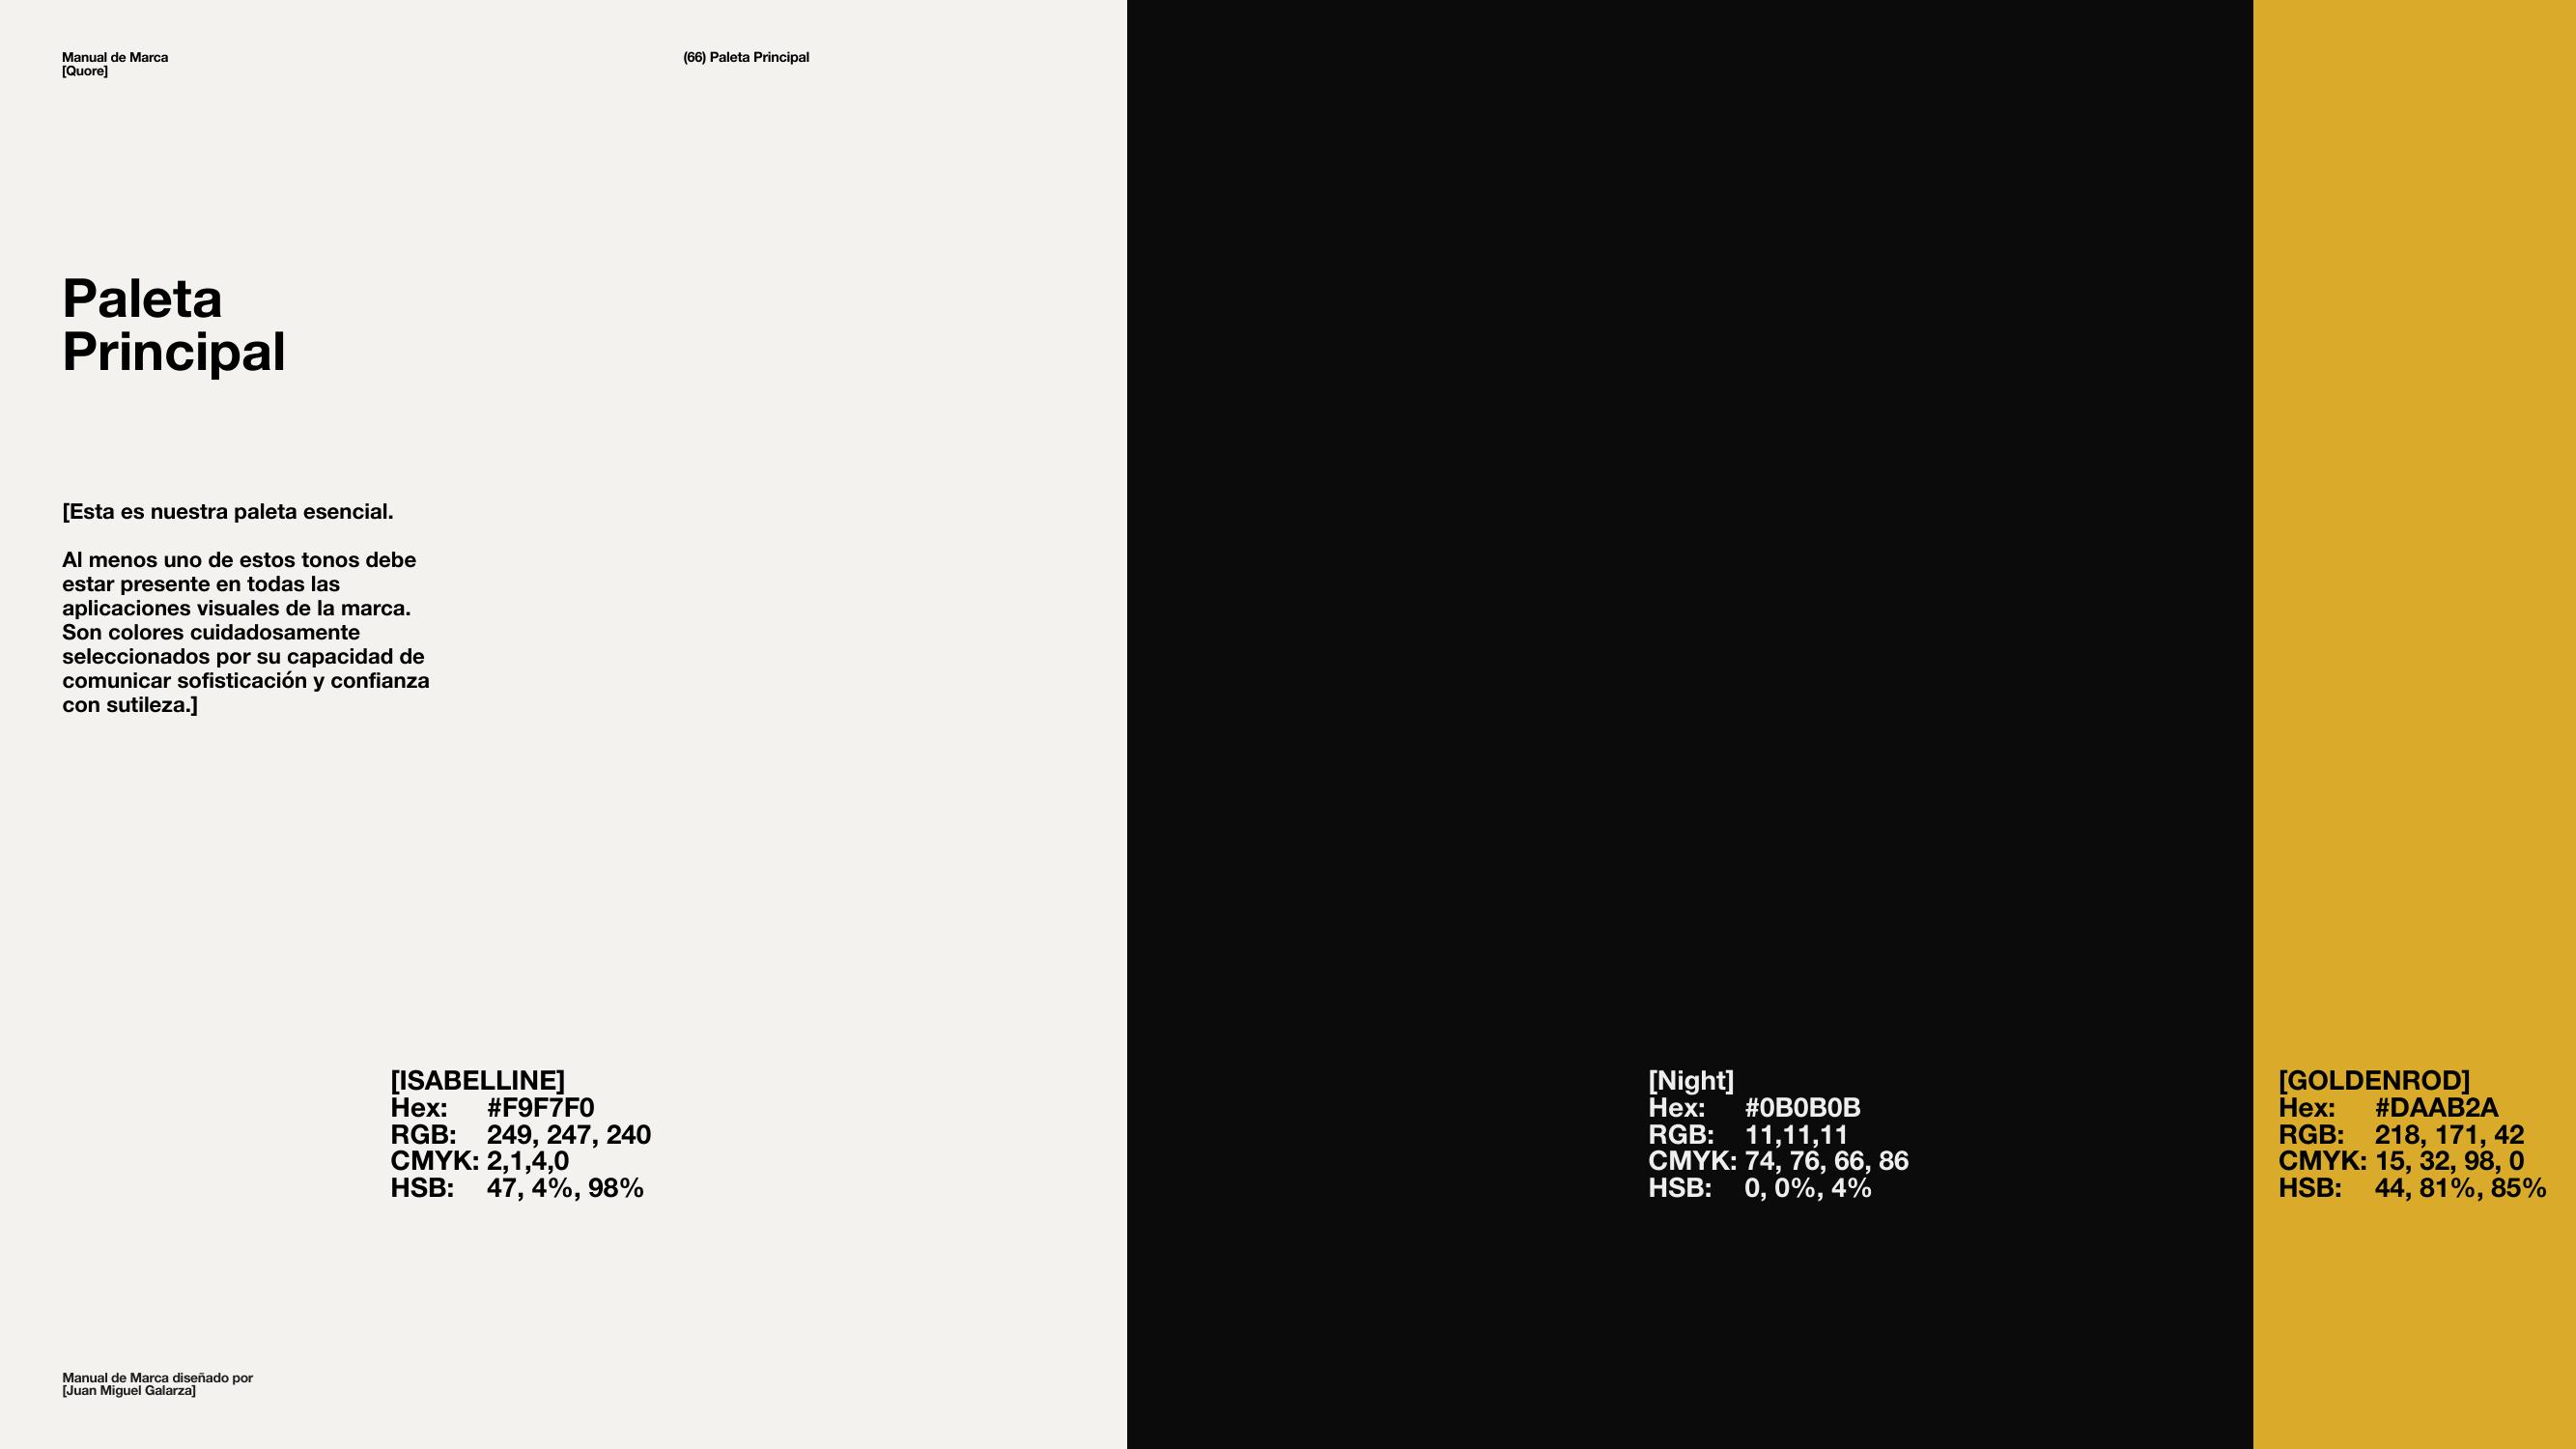 Manual de Marca
[Quore]
(66) Paleta Principal
Paleta
Principal
[Esta es nuestra paleta esencial.
Al menos uno de estos tonos debe
estar presente en todas las
aplicaciones visuales de la marca.
Son colores cuidadosamente
seleccionados por su capacidad de
comunicar sofisticación y confianza
con sutileza.]
[ISABELLINE]
Hex: #F9F7F0
RGB: 249, 247, 240
CMYK: 2,1,4,0
HSB: 47, 4%, 98%
[Night]
Hex: #0B0B0B
RGB: 11,11,11
CMYK: 74, 76, 66, 86
HSB: 0, 0%, 4%
[GOLDENROD]
Hex: #DAAB2A
RGB: 218, 171, 42
CMYK: 15, 32, 98, 0
HSB: 44, 81%, 85%
Manual de Marca diseñado por
[Juan Miguel Galarza]